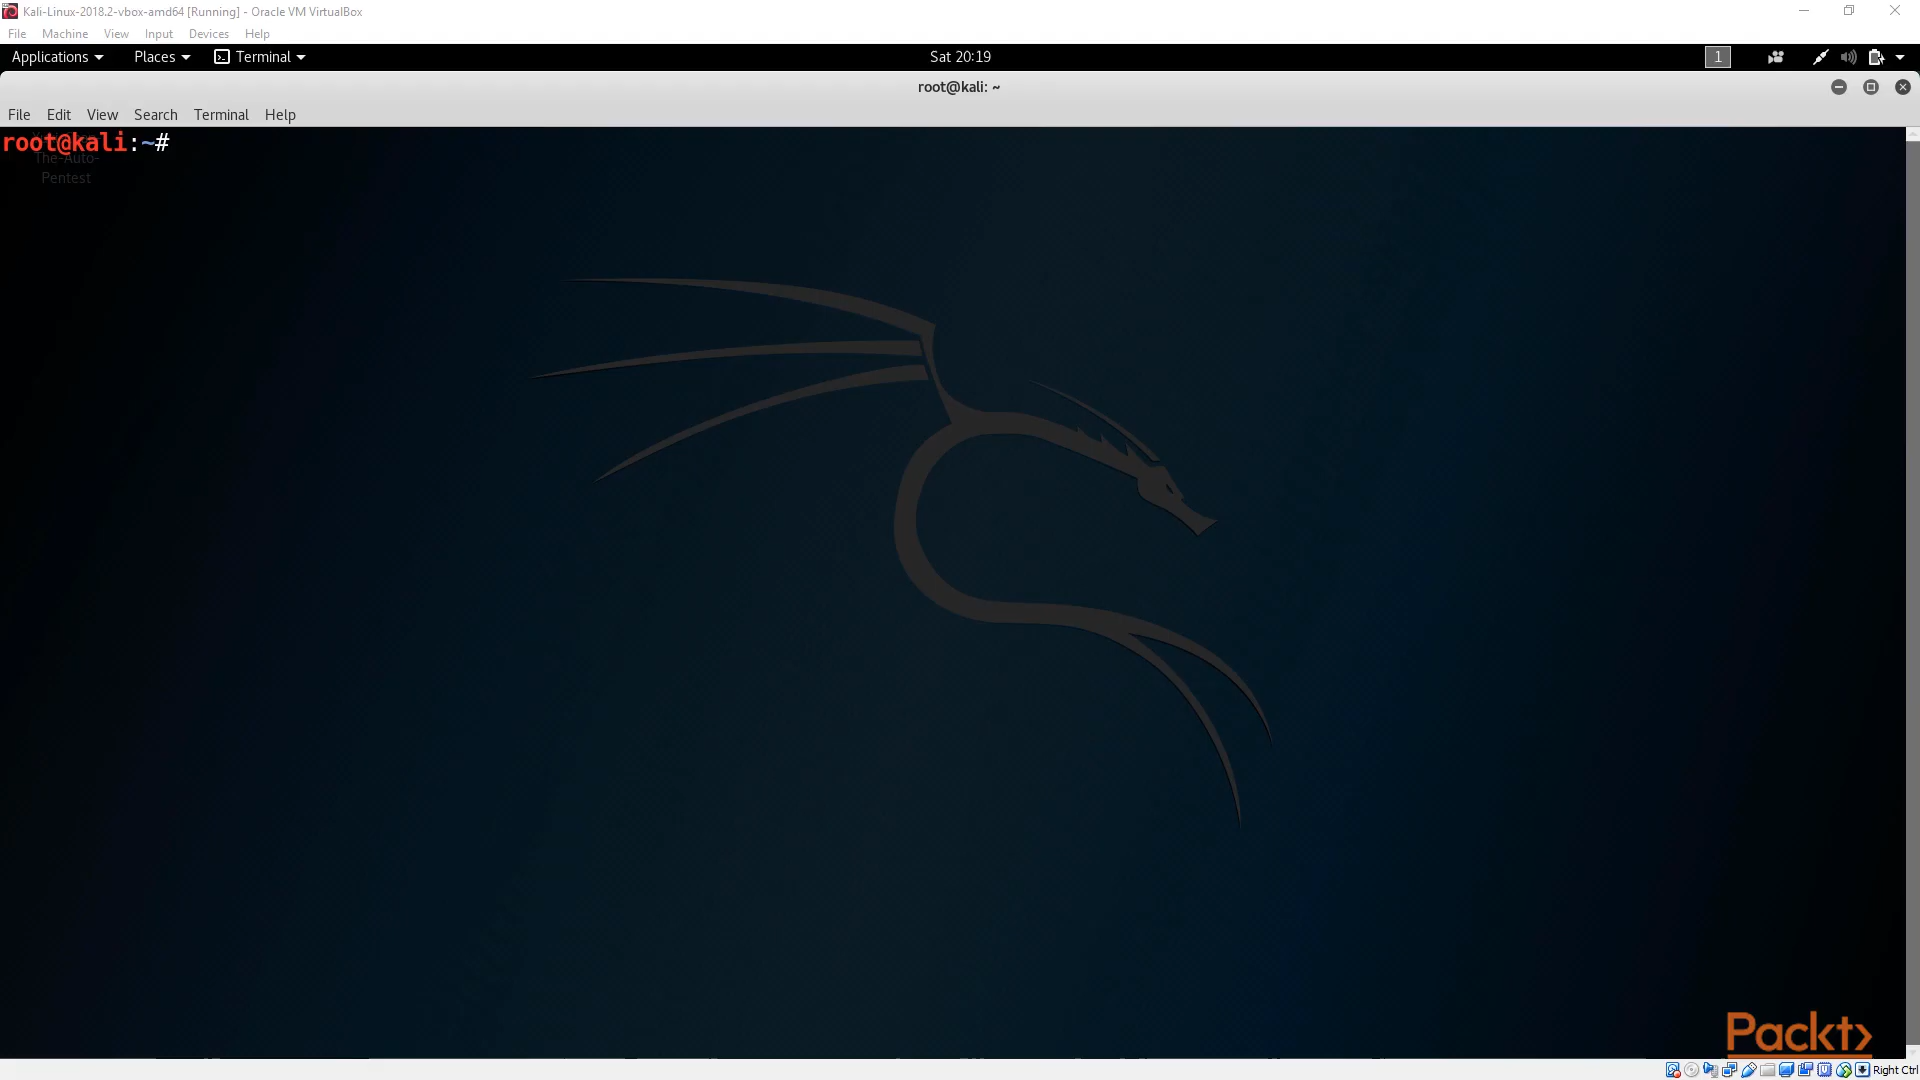 Kali-Linux-2018.2-vbox-amd64 [Running] - Oracle VM VirtualBox
File Machine View Input Devices Help
Applications Places Terminal Sat 20:19 1
root@kali: ~
File Edit View Search Terminal Help
root@kali:~#
The-Auto-
Pentest
Packt>
Right Ctrl